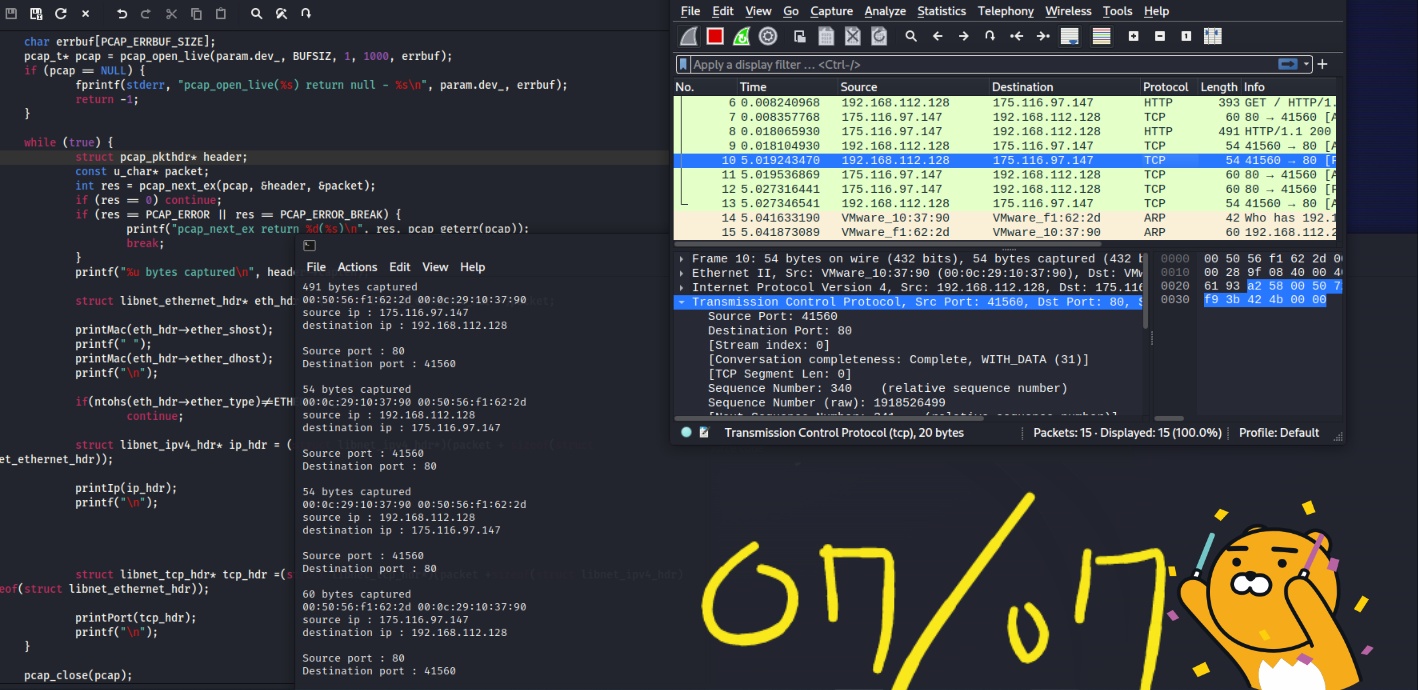 char errbuf[PCAP_ERRBUF_SIZE];
pcap_t* pcap = pcap_open_live(param.dev_, BUFSIZ, 1, 1000, errbuf);
if (pcap == NULL) {
fprintf(stderr, "pcap_open_live(%s) return null - %s\n", param.dev_, errbuf);
return -1;
}
while (true) {
struct pcap_pkthdr* header;
const u_char* packet;
int res = pcap_next_ex(pcap, &header, &packet);
if (res == 0) continue;
if (res == PCAP_ERROR || res == PCAP_ERROR_BREAK) {
printf("pcap_next_ex return %d(%s)\n", res, pcap_geterr(pcap));
break;
}
printf("%u bytes captured\n", head
struct libnet_ethernet_hdr* eth_hd
printMac(eth_hdr->ether_shost);
printf(" ");
printMac(eth_hdr->ether_dhost);
printf("\n");
if(ntohs(eth_hdr->ether_type)!=ETH
continue;
struct libnet_ipv4_hdr* ip_hdr = (
et_ethernet_hdr));
printIp(ip_hdr);
printf("\n");
struct libnet_tcp_hdr* tcp_hdr =(s
eof(struct libnet_ethernet_hdr));
printPort(tcp_hdr);
printf("\n");
}
pcap_close(pcap);
File Actions Edit View Help
491 bytes captured
00:50:56:f1:62:2d 00:0c:29:10:37:90
source ip : 175.116.97.147
destination ip : 192.168.112.128
Source port : 80
Destination port : 41560
54 bytes captured
00:0c:29:10:37:90 00:50:56:f1:62:2d
source ip : 192.168.112.128
destination ip : 175.116.97.147
Source port : 41560
Destination port : 80
54 bytes captured
00:0c:29:10:37:90 00:50:56:f1:62:2d
source ip : 192.168.112.128
destination ip : 175.116.97.147
Source port : 41560
Destination port : 80
60 bytes captured
00:50:56:f1:62:2d 00:0c:29:10:37:90
source ip : 175.116.97.147
destination ip : 192.168.112.128
Source port : 80
Destination port : 41560
File Edit View Go Capture Analyze Statistics Telephony Wireless Tools Help
Apply a display filter ... <Ctrl-/>
No. Time Source Destination Protocol Length Info
6 0.008240968 192.168.112.128 175.116.97.147 HTTP 393 GET / HTTP/1.
7 0.008357768 175.116.97.147 192.168.112.128 TCP 60 80 → 41560 [A
8 0.018065930 175.116.97.147 192.168.112.128 HTTP 491 HTTP/1.1 200
9 0.018104930 192.168.112.128 175.116.97.147 TCP 54 41560 → 80 [A
10 5.019243470 192.168.112.128 175.116.97.147 TCP 54 41560 → 80 [F
11 5.019536869 175.116.97.147 192.168.112.128 TCP 60 80 → 41560 [A
12 5.027316441 175.116.97.147 192.168.112.128 TCP 60 80 → 41560 [F
13 5.027346541 192.168.112.128 175.116.97.147 TCP 54 41560 → 80 [A
14 5.041633190 VMware_10:37:90 VMware_f1:62:2d ARP 42 Who has 192.1
15 5.041873089 VMware_f1:62:2d VMware_10:37:90 ARP 60 192.168.112.2
Frame 10: 54 bytes on wire (432 bits), 54 bytes captured (432 b
Ethernet II, Src: VMware_10:37:90 (00:0c:29:10:37:90), Dst: VMw
Internet Protocol Version 4, Src: 192.168.112.128, Dst: 175.116
Transmission Control Protocol, Src Port: 41560, Dst Port: 80, S
Source Port: 41560
Destination Port: 80
[Stream index: 0]
[Conversation completeness: Complete, WITH_DATA (31)]
[TCP Segment Len: 0]
Sequence Number: 340 (relative sequence number)
Sequence Number (raw): 1918526499
[Next Sequence Number: 341 (relative sequence number)]
0000 00 50 56 f1 62 2d 0
0010 00 28 9f 08 40 00 4
0020 61 93 a2 58 00 50 7
0030 f9 3b 42 4b 00 00
Transmission Control Protocol (tcp), 20 bytes
Packets: 15 · Displayed: 15 (100.0%)
Profile: Default
07/07